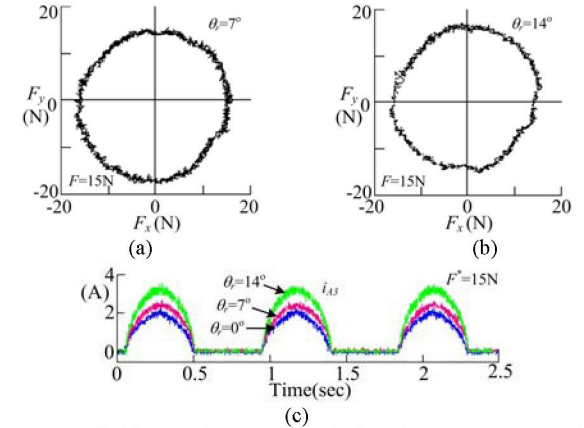 20
θr=7°
Fy
(N)
0
F=15N
-20
-20
0
20
Fx(N)
(a)
20
θr=14°
Fy
(N)
0
F=15N
-20
-20
0
20
Fx(N)
(b)
4
(A)
2
0
θr=14°
θr=7°
θr=0°
iA3
F*=15N
0
0.5
1
1.5
2
2.5
Time(sec)
(c)